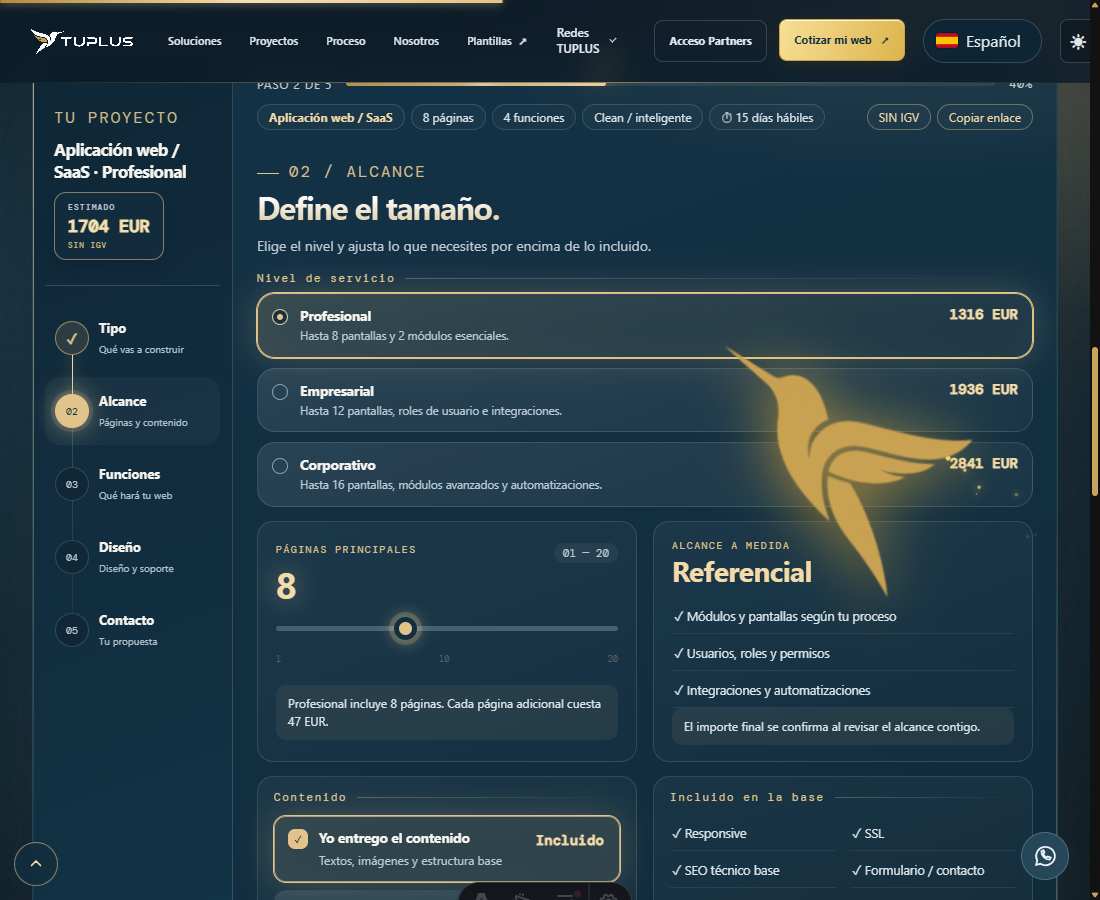 TUPLUS
Soluciones
Proyectos
Proceso
Nosotros
Plantillas ↗
Redes
TUPLUS
Acceso Partners
Cotizar mi web ↗
Español
TU PROYECTO
Aplicación web /
SaaS · Profesional
ESTIMADO
1704 EUR
SIN IGV
✓
Tipo
Qué vas a construir
02
Alcance
Páginas y contenido
03
Funciones
Qué hará tu web
04
Diseño
Diseño y soporte
05
Contacto
Tu propuesta
PASO 2 DE 5
40%
Aplicación web / SaaS
8 páginas
4 funciones
Clean / inteligente
⏱ 15 días hábiles
SIN IGV
Copiar enlace
02 / ALCANCE
Define el tamaño.
Elige el nivel y ajusta lo que necesites por encima de lo incluido.
Nivel de servicio
Profesional
1316 EUR
Hasta 8 pantallas y 2 módulos esenciales.
Empresarial
1936 EUR
Hasta 12 pantallas, roles de usuario e integraciones.
Corporativo
2841 EUR
Hasta 16 pantallas, módulos avanzados y automatizaciones.
PÁGINAS PRINCIPALES
01 — 20
8
1
10
20
Profesional incluye 8 páginas. Cada página adicional cuesta
47 EUR.
ALCANCE A MEDIDA
Referencial
✓ Módulos y pantallas según tu proceso
✓ Usuarios, roles y permisos
✓ Integraciones y automatizaciones
El importe final se confirma al revisar el alcance contigo.
Contenido
✓ Yo entrego el contenido
Incluido
Textos, imágenes y estructura base
Incluido en la base
✓ Responsive
✓ SSL
✓ SEO técnico base
✓ Formulario / contacto